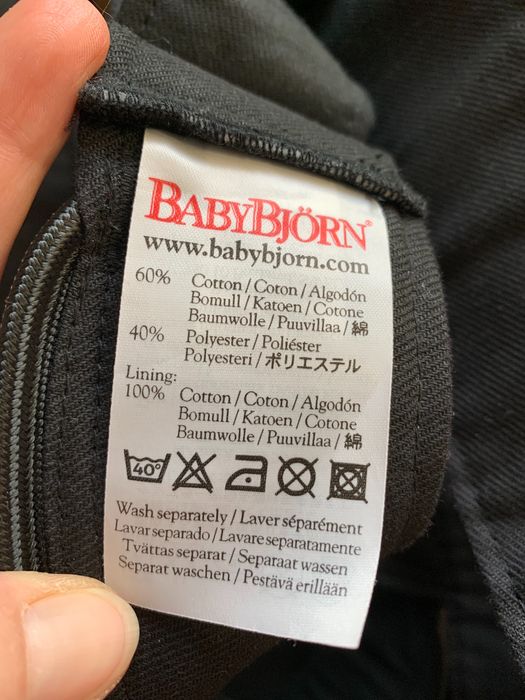 BABYBJÖRN®
www.babybjorn.com
60% Cotton / Coton / Algodón
Bomull / Katoen / Cotone
Baumwolle / Puuvillaa / 綿
40% Polyester / Poliéster
Polyesteri / ポリエステル
Lining:
100% Cotton / Coton / Algodón
Bomull / Katoen / Cotone
Baumwolle / Puuvillaa / 綿
40°
Wash separately / Laver séparément
Lavar separado / Lavare separatamente
Tvättas separat / Separaat wassen
Separat waschen / Pestävä erillään